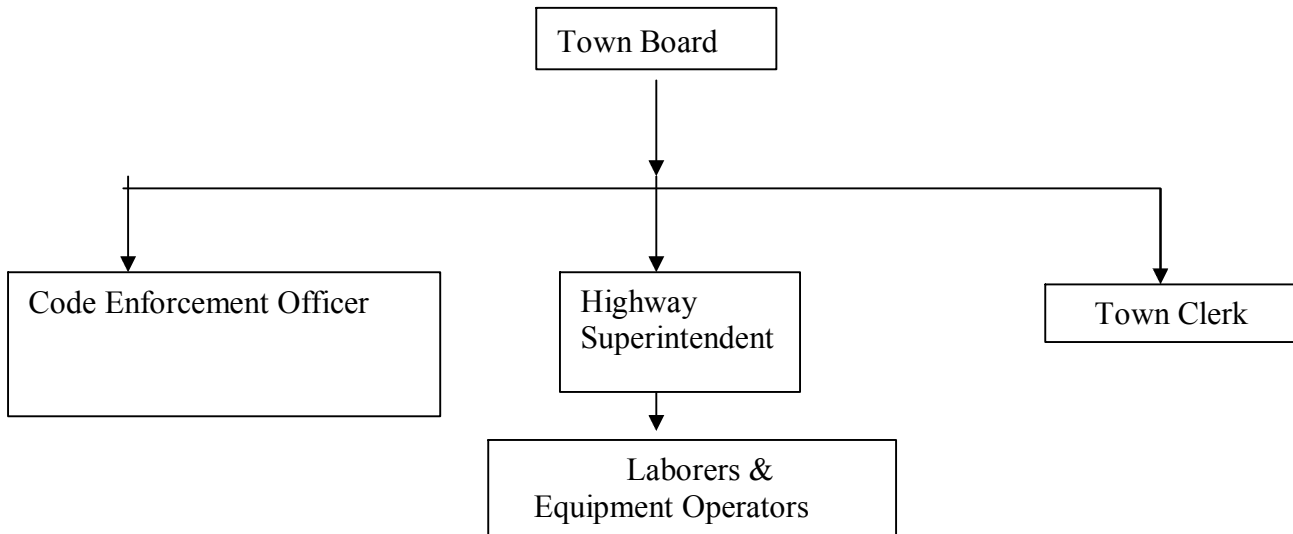 Town Board
Code Enforcement Officer
Highway
Superintendent
Town Clerk
Laborers &
Equipment Operators